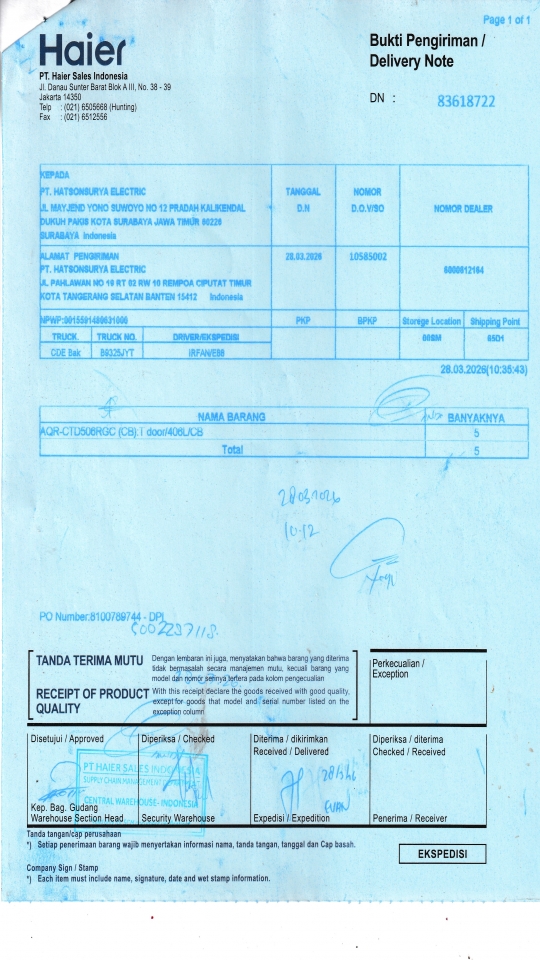 Page 1 of 1
Haier
Bukti Pengiriman /
Delivery Note
PT. Haier Sales Indonesia
Jl. Danau Sunter Barat Blok A III, No. 38 - 39
Jakarta 14350
Telp : (021) 6505668 (Hunting)
Fax : (021) 6512556
DN : 83618722
KEPADA
PT. HATSONSURYA ELECTRIC
JL MAYJEND YONO SUWOYO NO 12 PRADAH KALIKENDAL
DUKUH PAKIS KOTA SURABAYA JAWA TIMUR 60226
SURABAYA Indonesia
TANGGAL
D.N
NOMOR
D.O.V/SO
NOMOR DEALER
ALAMAT PENGIRIMAN
PT. HATSONSURYA ELECTRIC
JL PAHLAWAN NO 19 RT 02 RW 10 REMPOA CIPUTAT TIMUR
KOTA TANGERANG SELATAN BANTEN 15412 Indonesia
28.03.2026
10585002
NPWP:
PKP
BPKP
Storage Location
Shipping Point
TRUCK.
TRUCK NO.
DRIVER/EKSPEDISI
CDE Bak
B9325JYT
28.03.2026(10:35:43)
NAMA BARANG
BANYAKNYA
AQR-CTD506RGC (CB):1 door/406L/CB
5
Total
5
10.12
PO Number:8100769744 - DPI
TANDA TERIMA MUTU
Dengan lembaran ini juga, menyatakan bahwa barang yang diterima
tidak bermasalah secara manajemen mutu, kecuali barang yang
model dan nomor serinya tertera pada kolom pengecualian
RECEIPT OF PRODUCT
QUALITY
With this receipt declare the goods received with good quality,
except for goods that model and serial number listed on the
exception column
Perkecualian /
Exception
Disetujui / Approved
Diperiksa / Checked
Diterima / dikirimkan
Received / Delivered
Diperiksa / diterima
Checked / Received
PT HAIER SALES INDONESIA
SUPPLY CHAIN MANAGEMENT
CENTRAL WAREHOUSE- INDONESIA
Kep. Bag. Gudang
Warehouse Section Head
Security Warehouse
Expedisi / Expedition
Penerima / Receiver
Tanda tangan/cap perusahaan
*) Setiap penerimaan barang wajib menyertakan informasi nama, tanda tangan, tanggal dan Cap basah.
EKSPEDISI
Company Sign / Stamp
*) Each item must include name, signature, date and wet stamp information.